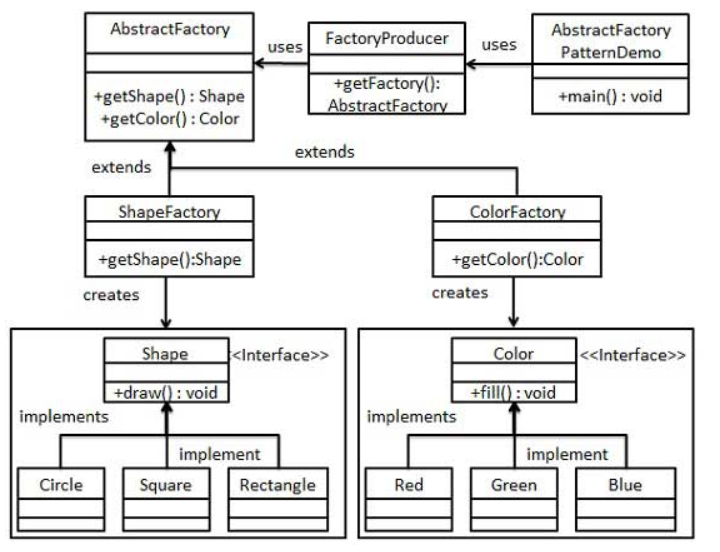 AbstractFactory
+getShape() : Shape
+getColor() : Color
uses
FactoryProducer
+getFactory():
AbstractFactory
uses
AbstractFactory
PatternDemo
+main() : void
extends
extends
ShapeFactory
+getShape():Shape
ColorFactory
+getColor():Color
creates
creates
Shape
<<Interface>>
+draw() : void
implements
implement
Circle
Square
Rectangle
Color
<<Interface>>
+fill() : void
implements
implement
Red
Green
Blue